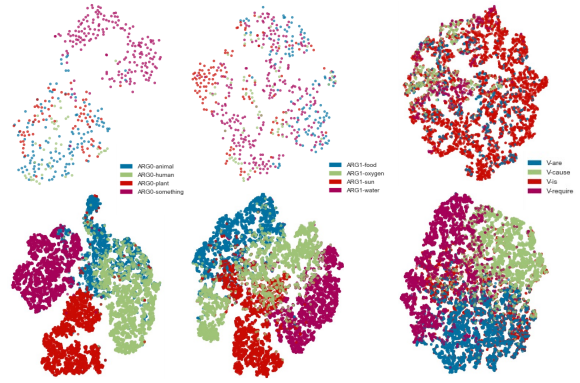 ARG0-animal
ARG0-human
ARG0-plant
ARG0-something
ARG1-food
ARG1-oxygen
ARG1-sun
ARG1-water
V-are
V-cause
V-is
V-require